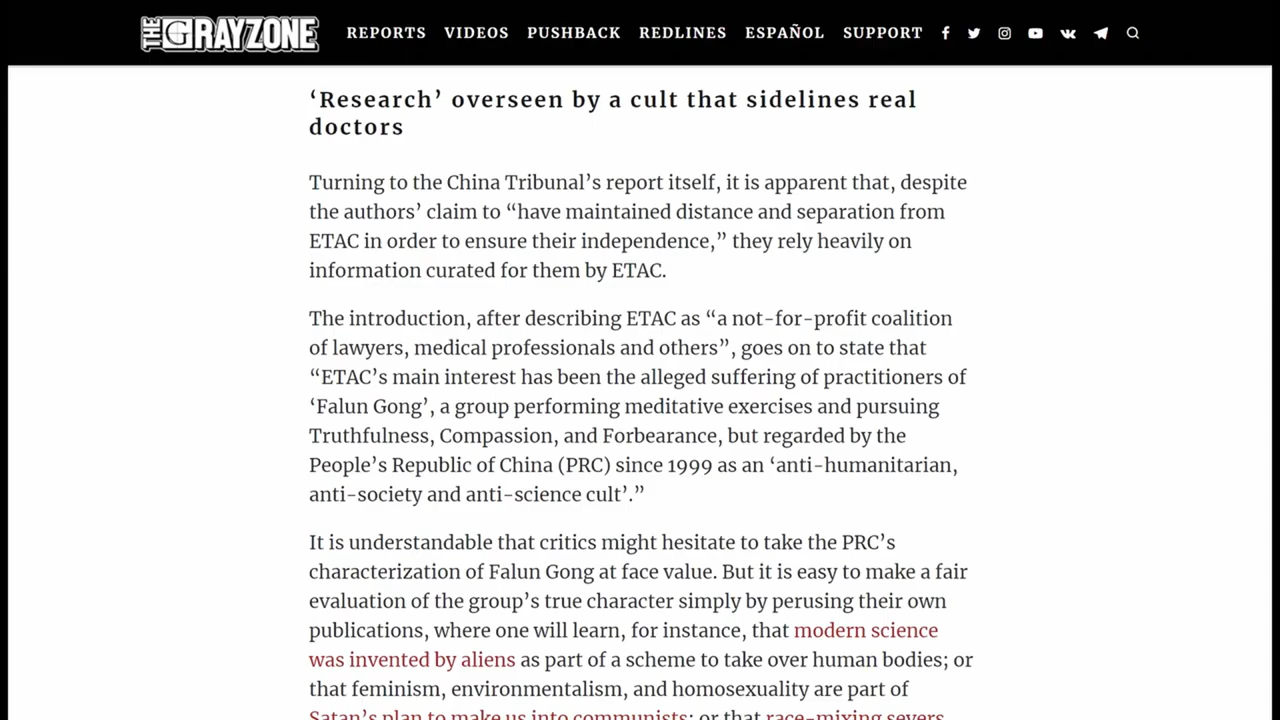 THE GRAYZONE REPORTS VIDEOS PUSHBACK REDLINES ESPAÑOL SUPPORT
‘Research’ overseen by a cult that sidelines real
doctors
Turning to the China Tribunal’s report itself, it is apparent that, despite
the authors’ claim to “have maintained distance and separation from
ETAC in order to ensure their independence,” they rely heavily on
information curated for them by ETAC.
The introduction, after describing ETAC as “a not-for-profit coalition
of lawyers, medical professionals and others”, goes on to state that
“ETAC’s main interest has been the alleged suffering of practitioners of
‘Falun Gong’, a group performing meditative exercises and pursuing
Truthfulness, Compassion, and Forbearance, but regarded by the
People’s Republic of China (PRC) since 1999 as an ‘anti-humanitarian,
anti-society and anti-science cult’.”
It is understandable that critics might hesitate to take the PRC’s
characterization of Falun Gong at face value. But it is easy to make a fair
evaluation of the group’s true character simply by perusing their own
publications, where one will learn, for instance, that modern science
was invented by aliens as part of a scheme to take over human bodies; or
that feminism, environmentalism, and homosexuality are part of
Satan’s plan to make us into communists; or that race-mixing severs